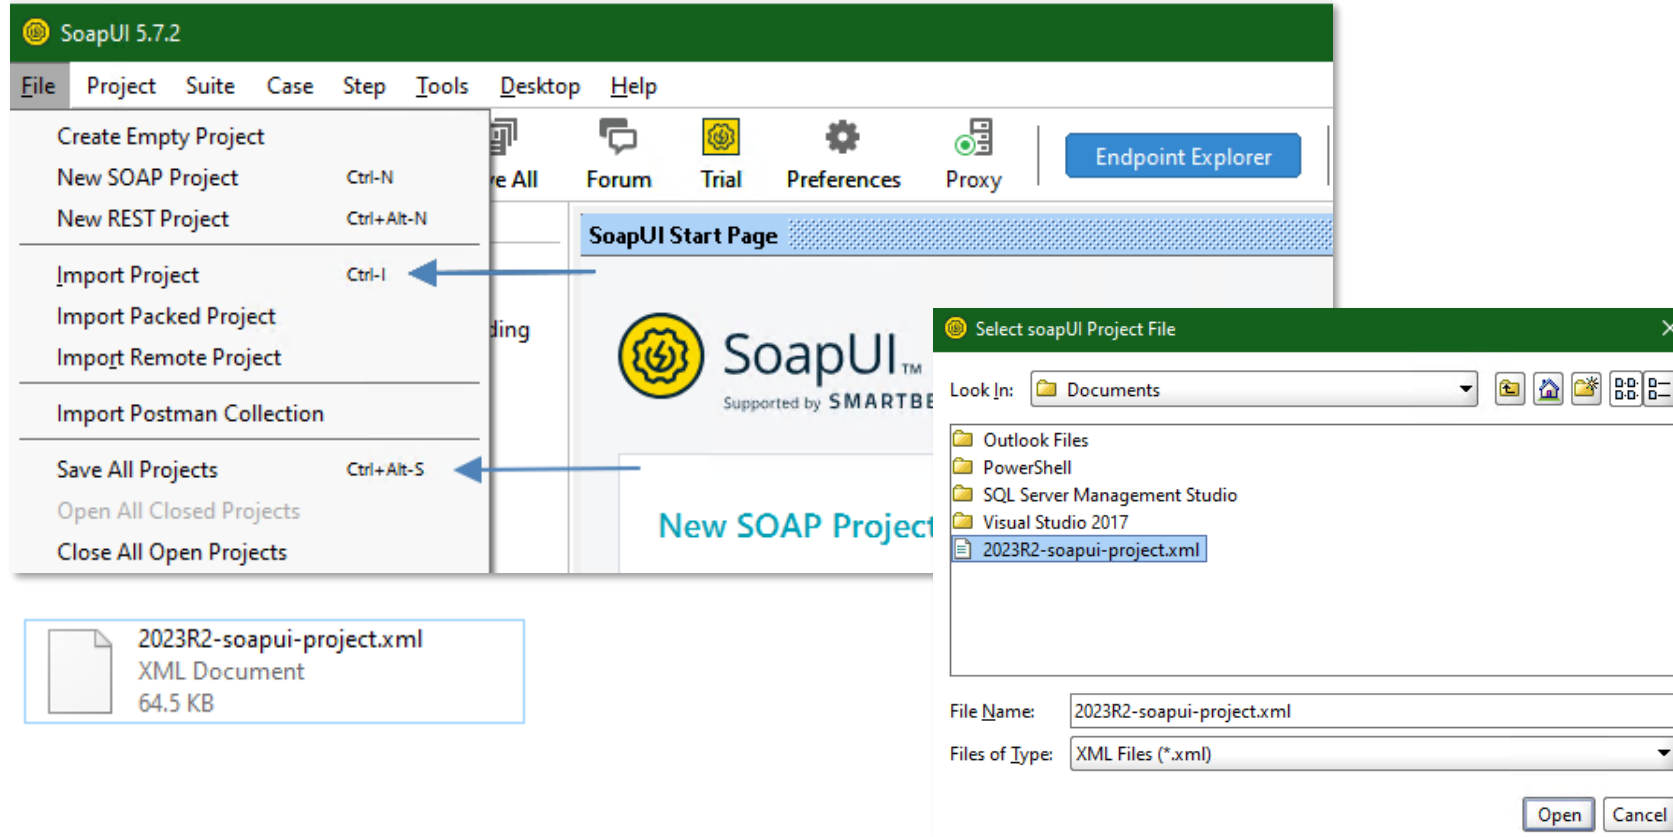 SoapUI 5.7.2
File Project Suite Case Step Tools Desktop Help
Create Empty Project
New SOAP Project Ctrl-N
New REST Project Ctrl+Alt-N
Import Project Ctrl-I
Import Packed Project
Import Remote Project
Import Postman Collection
Save All Projects Ctrl+Alt-S
Open All Closed Projects
Close All Open Projects
ve All Forum Trial Preferences Proxy
Endpoint Explorer
SoapUI Start Page
ding
SoapUI™
Supported by SMARTBE
New SOAP Project
Select soapUI Project File
Look In: Documents
Outlook Files
PowerShell
SQL Server Management Studio
Visual Studio 2017
2023R2-soapui-project.xml
File Name: 2023R2-soapui-project.xml
Files of Type: XML Files (*.xml)
Open Cancel
2023R2-soapui-project.xml
XML Document
64.5 KB